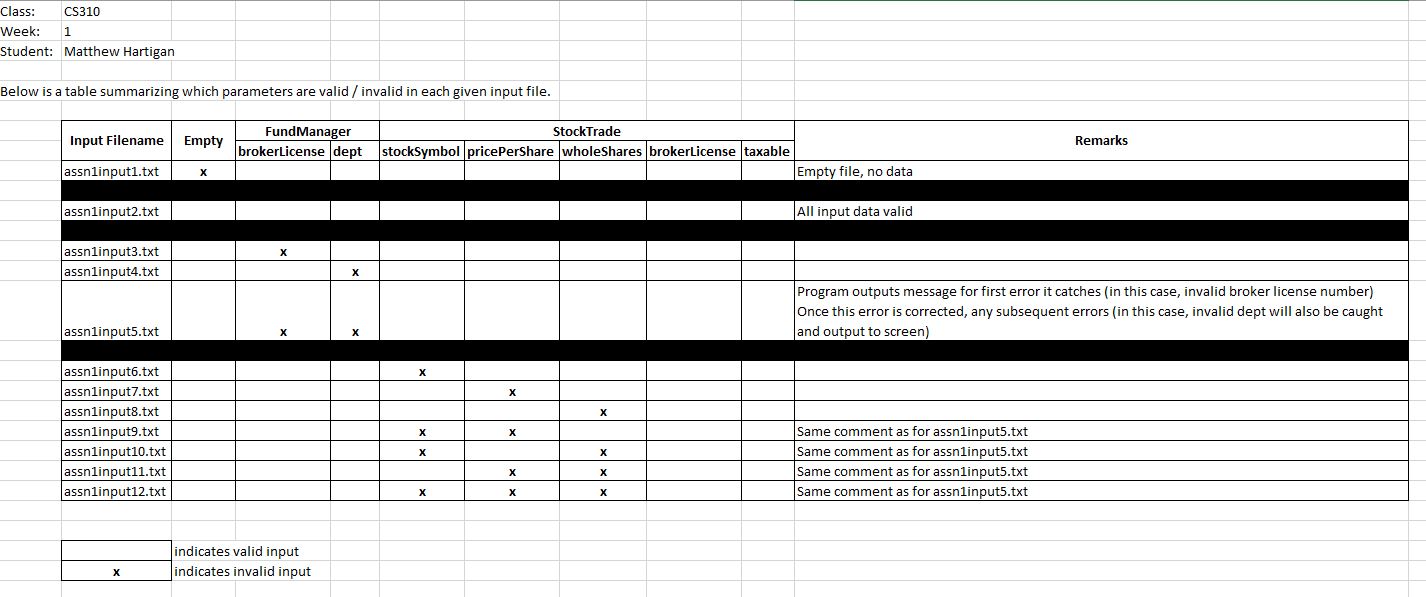 Class: CS310
Week: 1
Student: Matthew Hartigan
Below is a table summarizing which parameters are valid / invalid in each given input file.
FundManager StockTrade
Input Filename Empty Remarks
brokerLicense dept stockSymbol pricePerShare wholeShares brokerLicense taxable
assn1input1.txt x Empty file, no data
assn1input2.txt All input data valid
assn1input3.txt x
assn1input4.txt x
Program outputs message for first error it catches (in this case, invalid broker license number)
Once this error is corrected, any subsequent errors (in this case, invalid dept will also be caught
assn1input5.txt x x and output to screen)
assn1input6.txt x
assn1input7.txt x
assn1input8.txt x
assn1input9.txt x x Same comment as for assn1input5.txt
assn1input10.txt x x Same comment as for assn1input5.txt
assn1input11.txt x x Same comment as for assn1input5.txt
assn1input12.txt x x x Same comment as for assn1input5.txt
indicates valid input
x indicates invalid input